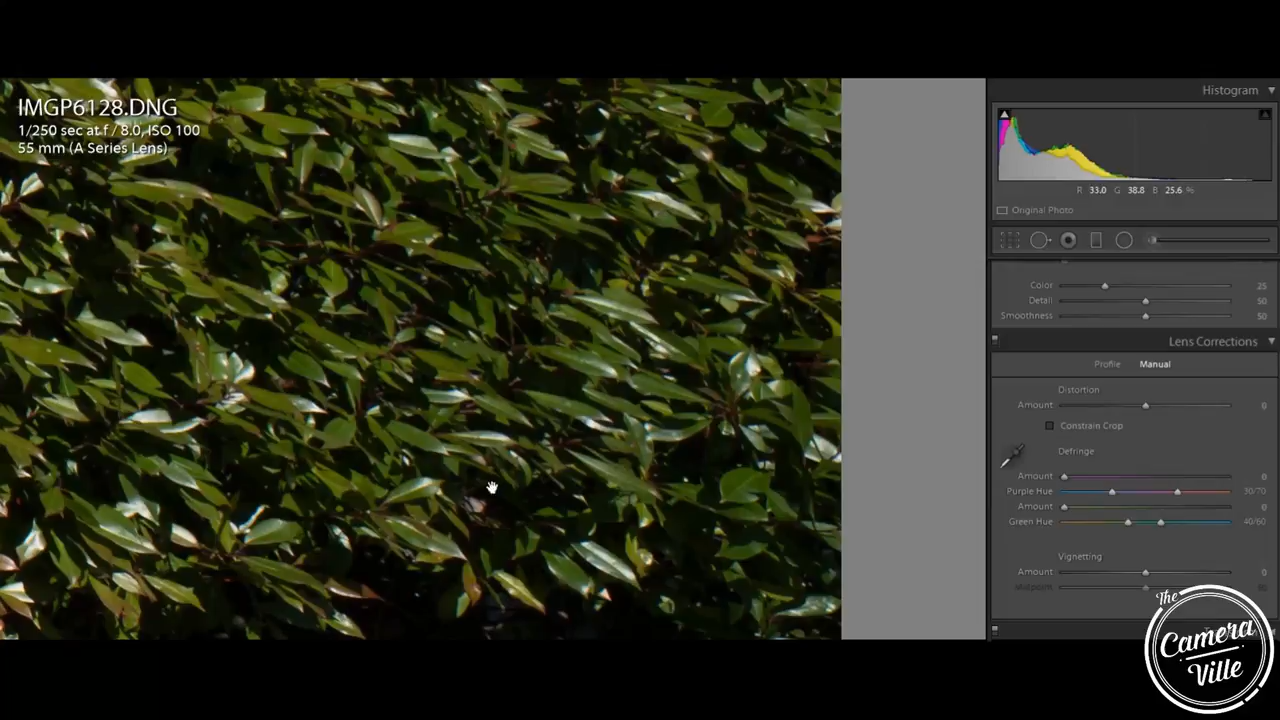 IMGP6128.DNG
1/250 sec at f / 8.0, ISO 100
55 mm (A Series Lens)
Histogram
R 33.0 G 38.8 B 25.6 %
Original Photo
Color 25
Detail 50
Smoothness 50
Lens Corrections
Profile Manual
Distortion
Amount 0
Constrain Crop
Defringe
Amount 0
Purple Hue 30/70
Amount 0
Green Hue 40/60
Vignetting
Amount 0
Midpoint
The
Camera
Ville